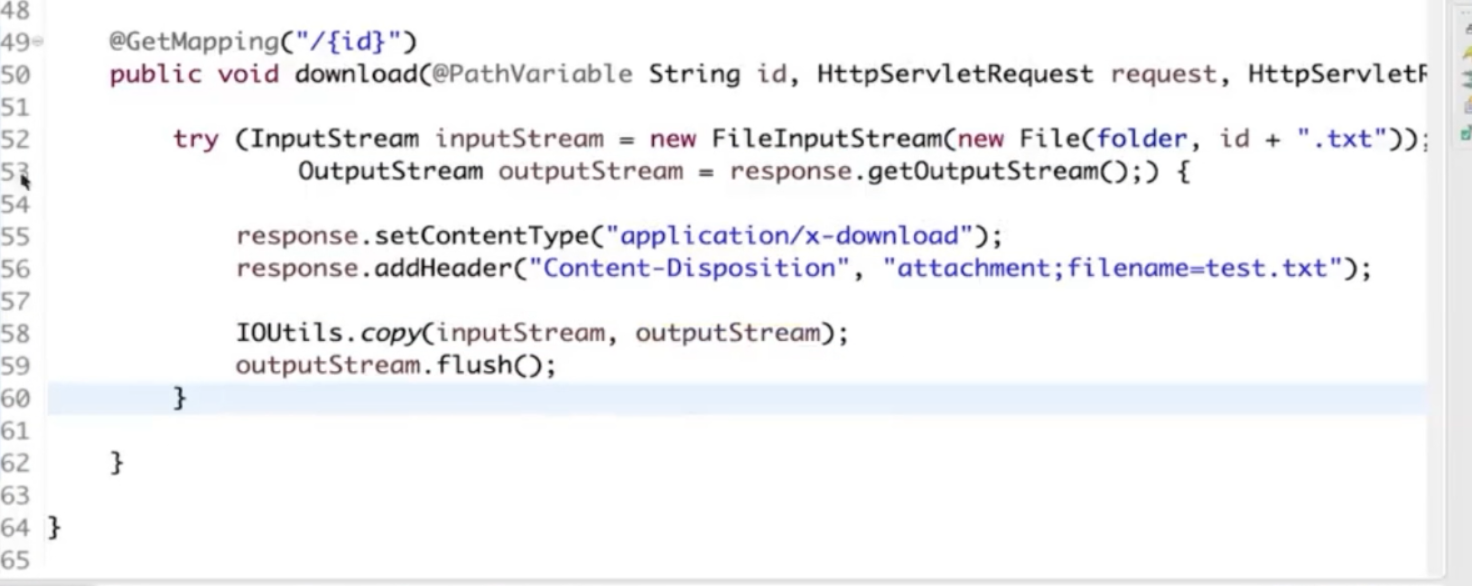 48
49 @GetMapping("/{id}")
50 public void download(@PathVariable String id, HttpServletRequest request, HttpServletR
51
52 try (InputStream inputStream = new FileInputStream(new File(folder, id + ".txt"));
53 OutputStream outputStream = response.getOutputStream();) {
54
55 response.setContentType("application/x-download");
56 response.addHeader("Content-Disposition", "attachment;filename=test.txt");
57
58 IOUtils.copy(inputStream, outputStream);
59 outputStream.flush();
60 }
61
62 }
63
64 }
65